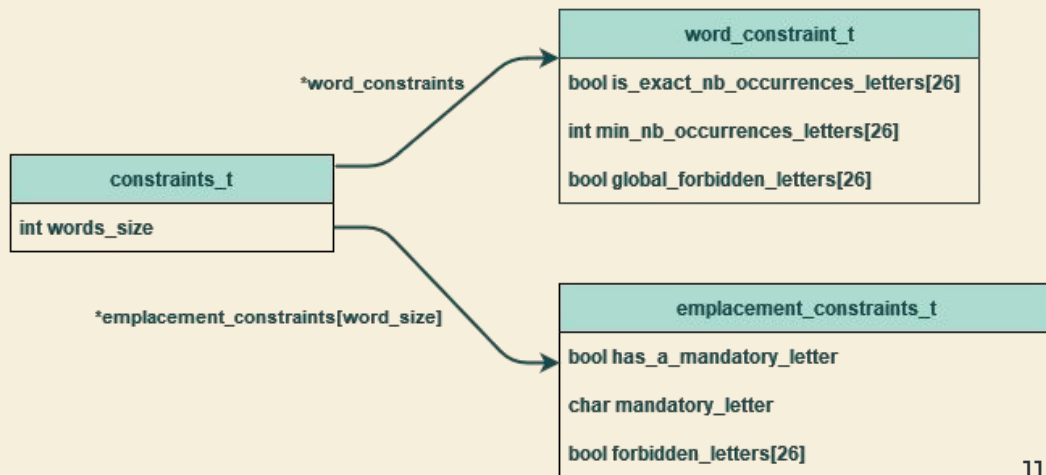 word_constraint_t
*word_constraints
bool is_exact_nb_occurrences_letters[26]
int min_nb_occurrences_letters[26]
bool global_forbidden_letters[26]
constraints_t
int words_size
*emplacement_constraints[word_size]
emplacement_constraints_t
bool has_a_mandatory_letter
char mandatory_letter
bool forbidden_letters[26]
11